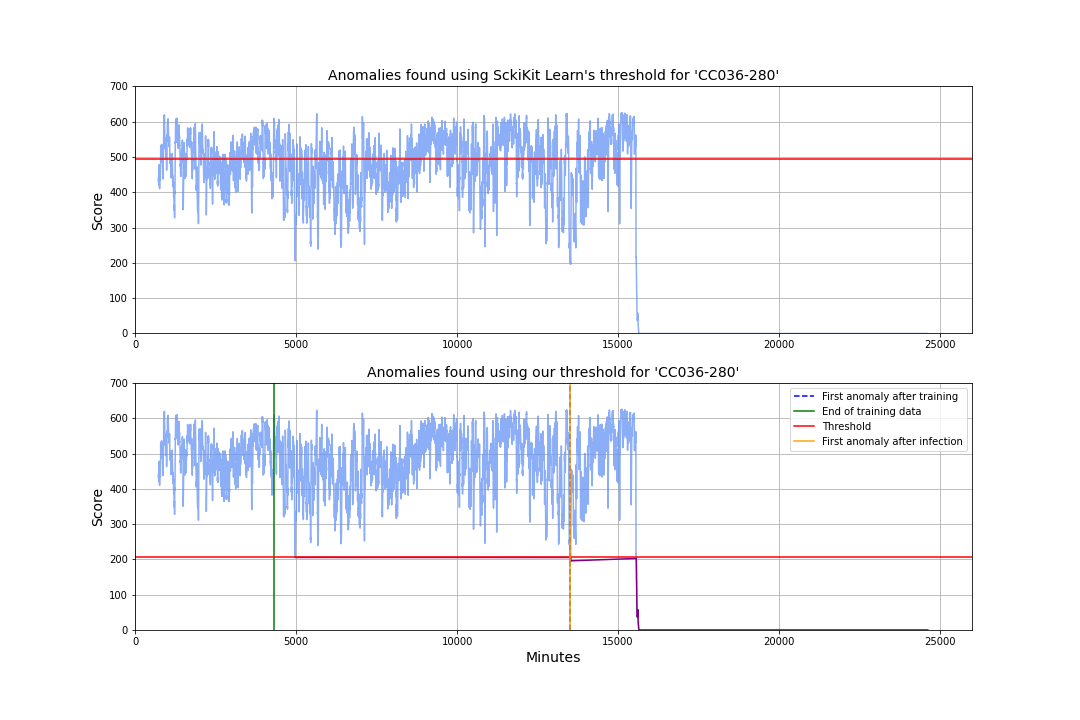 Anomalies found using SckiKit Learn's threshold for 'CC036-280'
700
600
500
400
300
200
100
0
Score
0 5000 10000 15000 20000 25000
Anomalies found using our threshold for 'CC036-280'
700
600
500
400
300
200
100
0
Score
First anomaly after training
End of training data
Threshold
First anomaly after infection
0 5000 10000 15000 20000 25000
Minutes